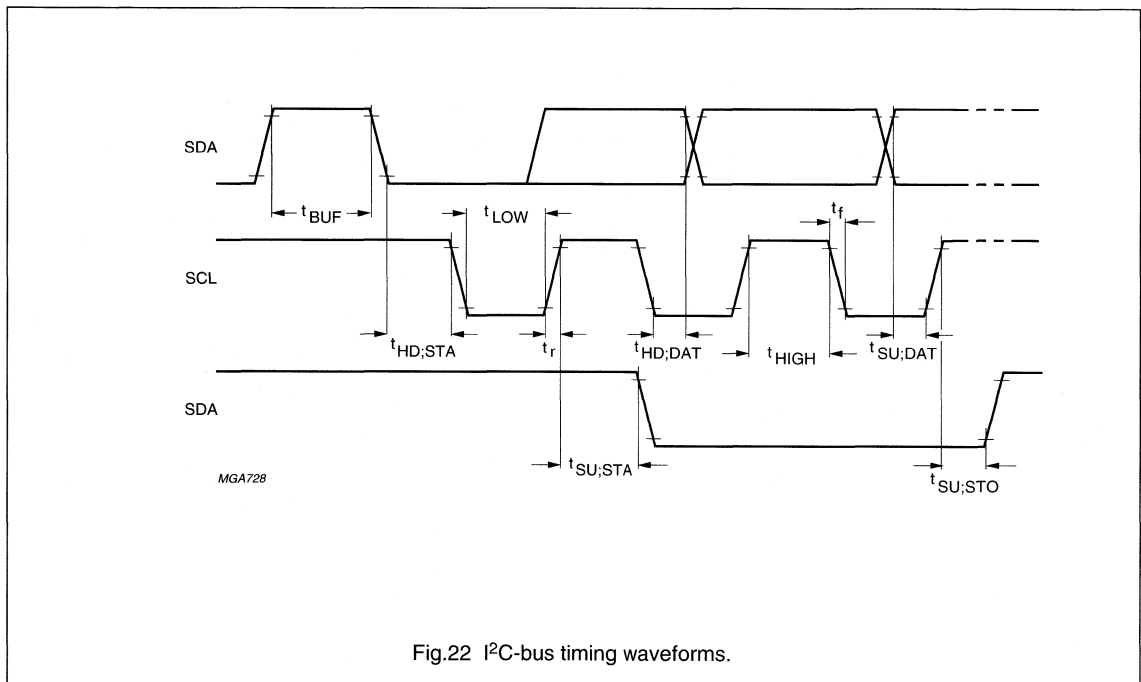 SDA
t BUF
t LOW
t f
SCL
t HD;STA
t r
t HD;DAT
t HIGH
t SU;DAT
SDA
t SU;STA
t SU;STO
MGA728
Fig.22 I²C-bus timing waveforms.